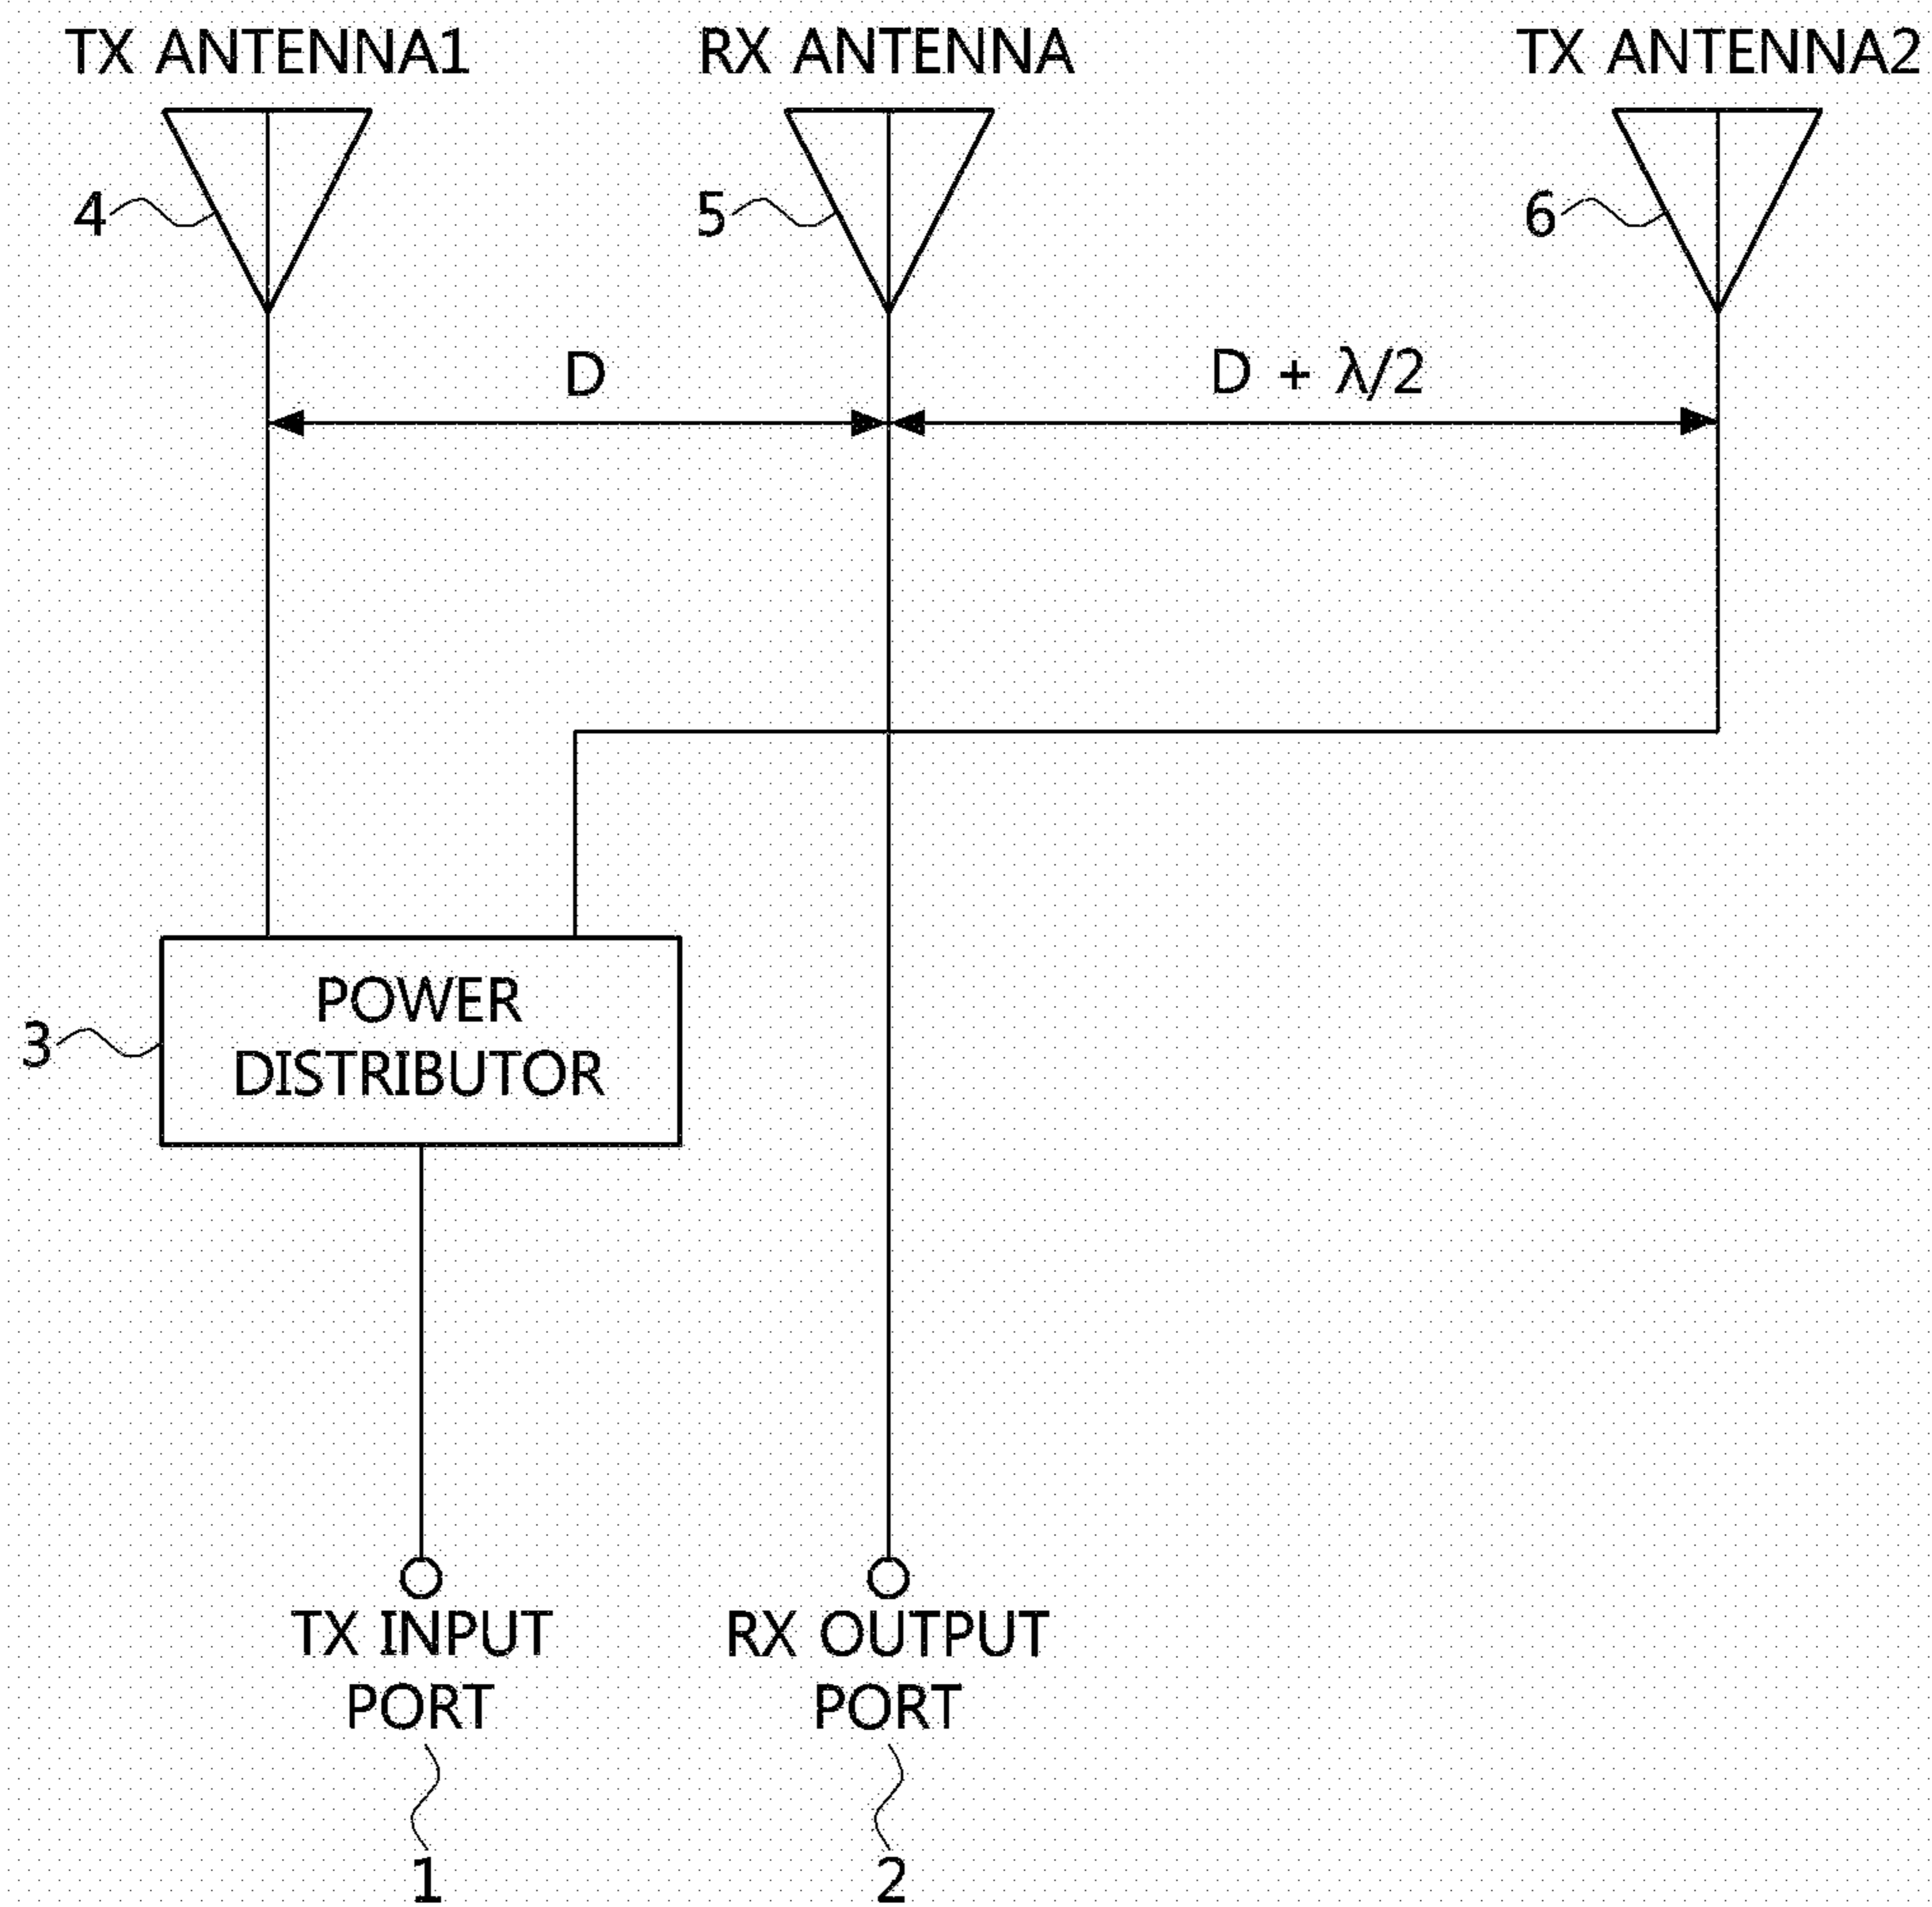 TX ANTENNA1
RX ANTENNA
TX ANTENNA2
4
5
6
D
D + λ/2
POWER
DISTRIBUTOR
3
TX INPUT
PORT
RX OUTPUT
PORT
1
2